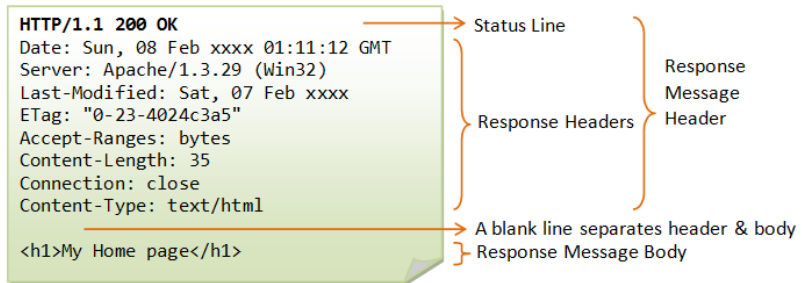 HTTP/1.1 200 OK
Date: Sun, 08 Feb xxxx 01:11:12 GMT
Server: Apache/1.3.29 (Win32)
Last-Modified: Sat, 07 Feb xxxx
ETag: "0-23-4024c3a5"
Accept-Ranges: bytes
Content-Length: 35
Connection: close
Content-Type: text/html
<h1>My Home page</h1>
Status Line
Response Headers
Response
Message
Header
A blank line separates header & body
Response Message Body